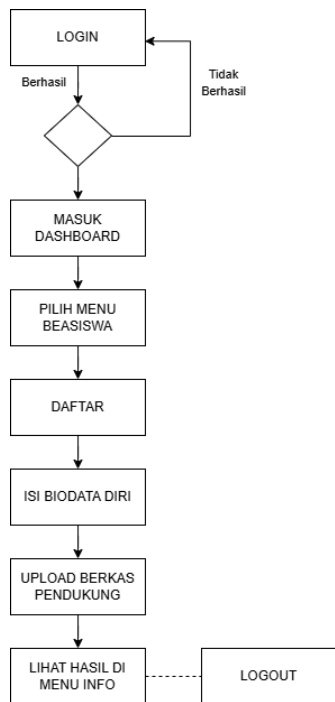 LOGIN
Berhasil
Tidak
Berhasil
MASUK
DASHBOARD
PILIH MENU
BEASISWA
DAFTAR
ISI BIODATA DIRI
UPLOAD BERKAS
PENDUKUNG
LIHAT HASIL DI
MENU INFO
LOGOUT